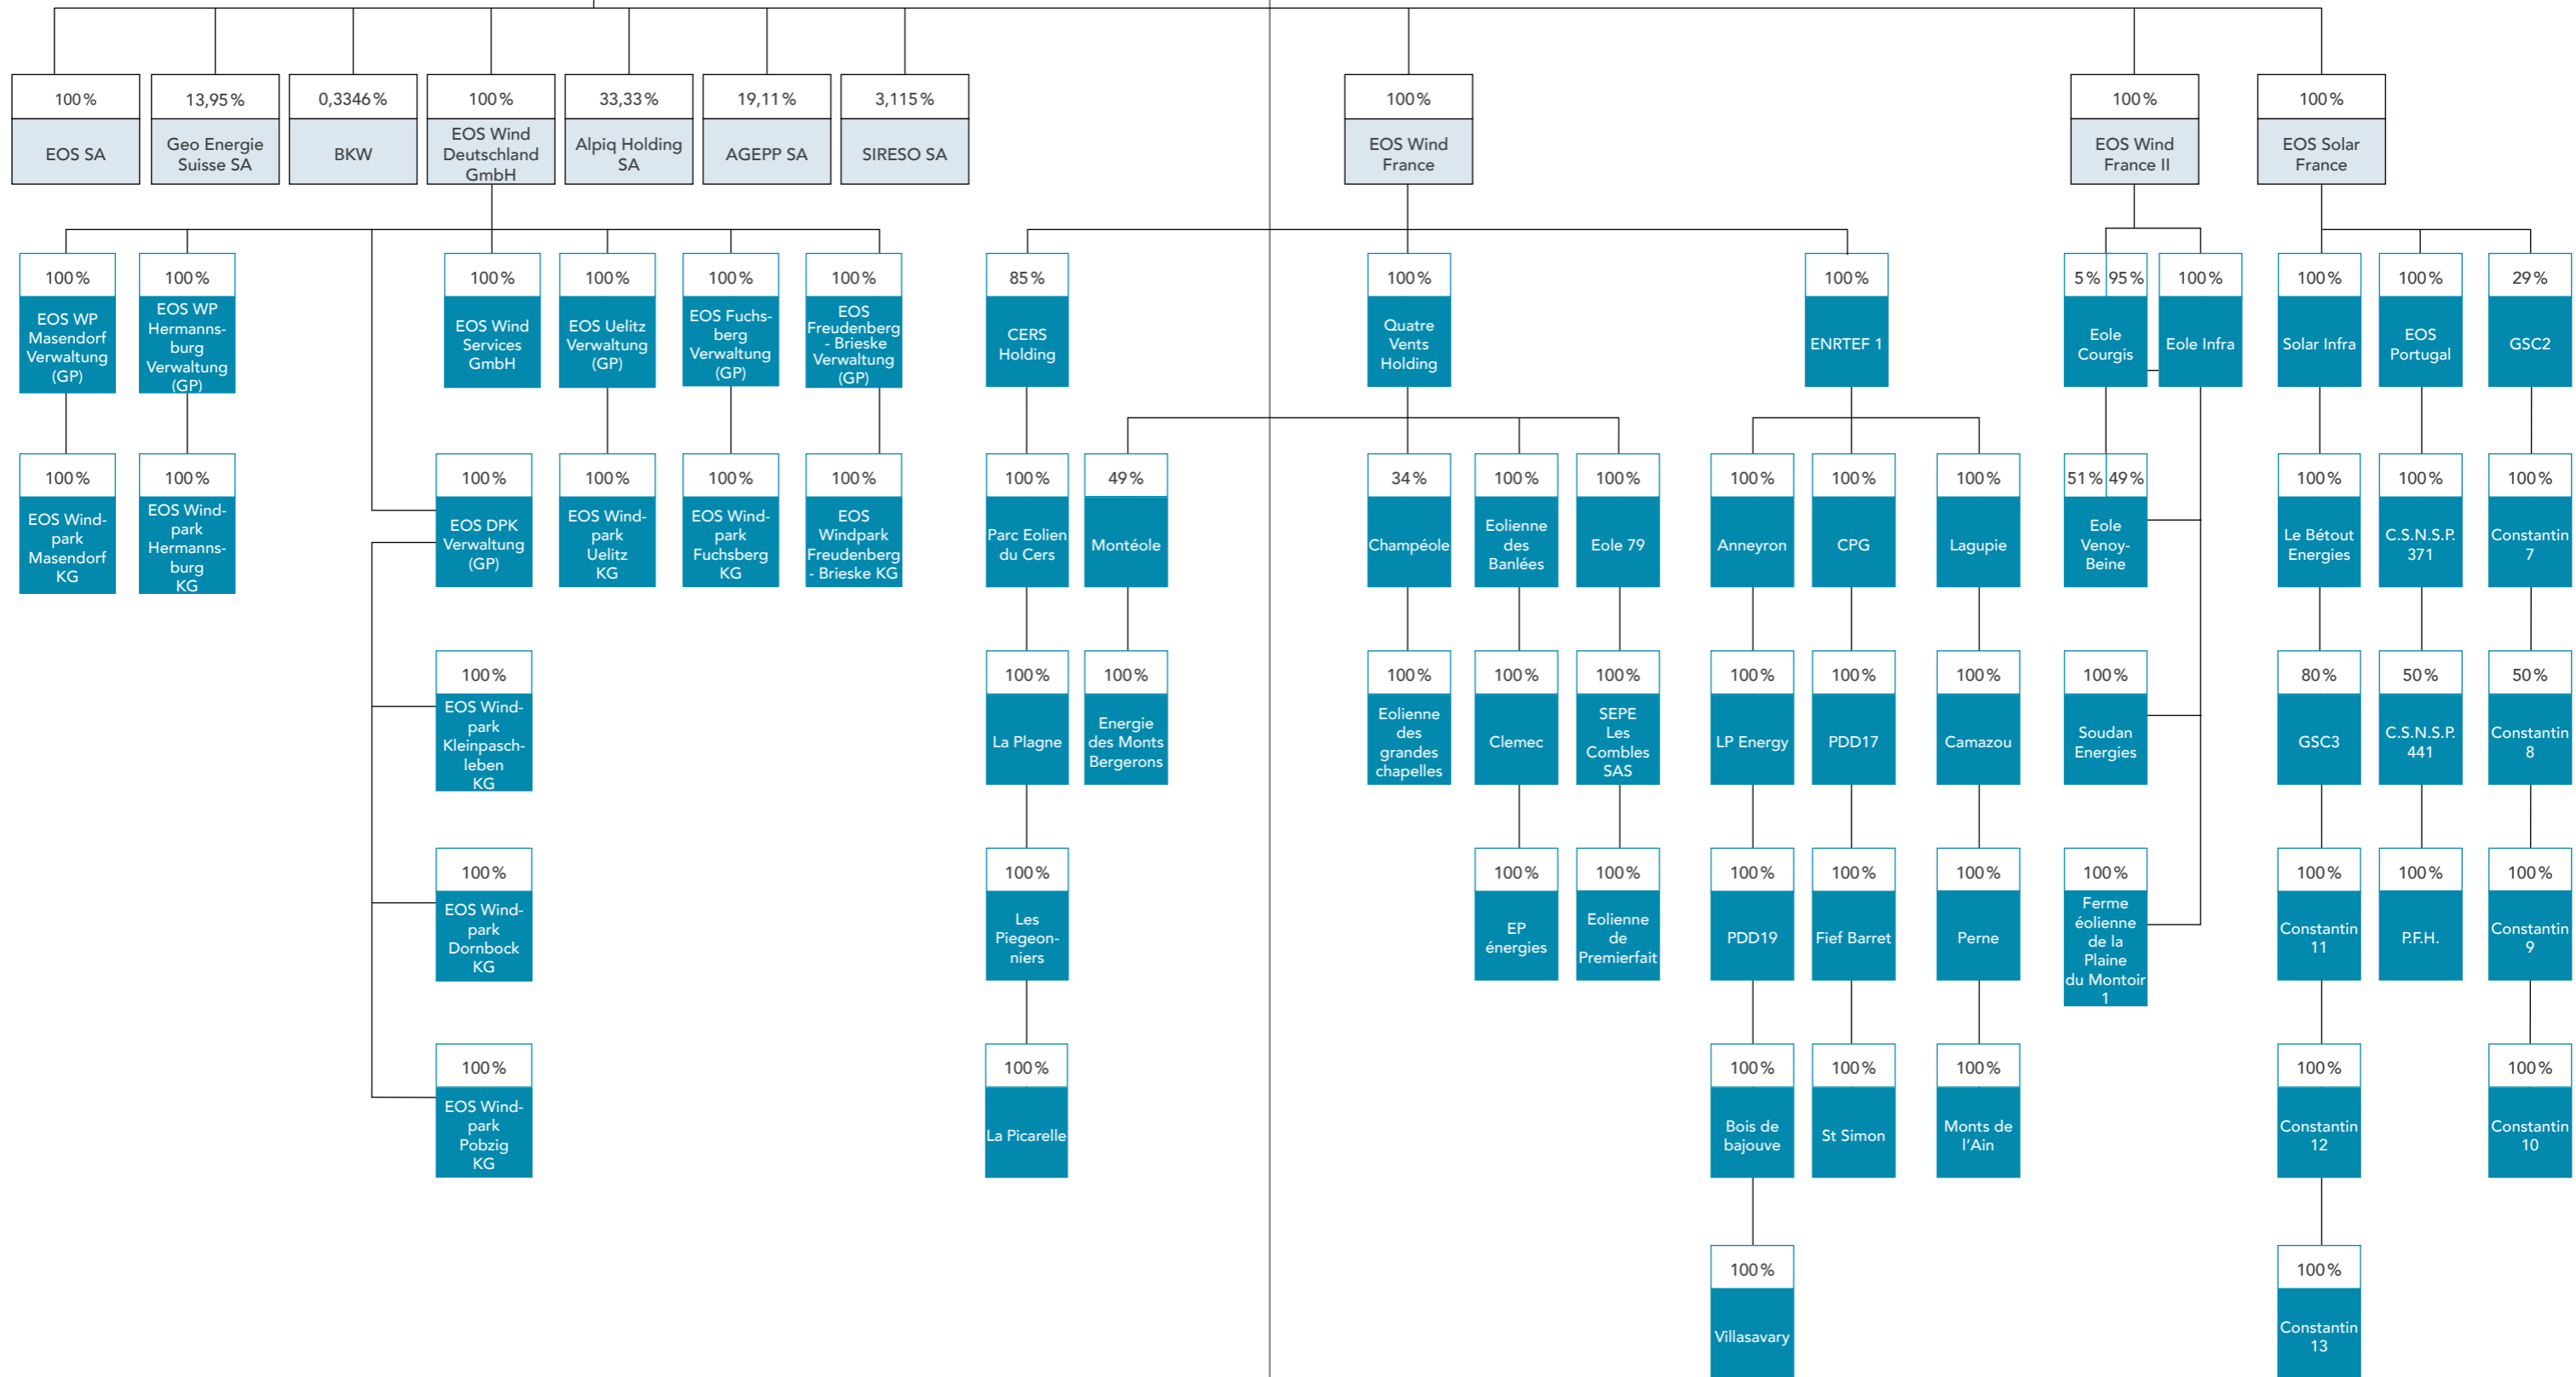 100 %
EOS SA
13,95 %
Geo Energie
Suisse SA
0,3346 %
BKW
100 %
EOS Wind
Deutschland
GmbH
33,33 %
Alpiq Holding
SA
19,11 %
AGEPP SA
3,115 %
SIRESO SA
100 %
EOS Wind
France
100 %
EOS Wind
France II
100 %
EOS Solar
France
100 %
EOS WP
Masendorf
Verwaltung
(GP)
100 %
EOS WP
Hermanns-
burg
Verwaltung
(GP)
100 %
EOS Wind
Services
GmbH
100 %
EOS Uelitz
Verwaltung
(GP)
100 %
EOS Fuchs-
berg
Verwaltung
(GP)
100 %
EOS
Freudenberg
- Brieske
Verwaltung
(GP)
85 %
CERS
Holding
100 %
Quatre
Vents
Holding
100 %
ENRTEF 1
5 % 95 %
Eole
Courgis
100 %
Eole Infra
100 %
Solar Infra
100 %
EOS
Portugal
29 %
GSC2
100 %
EOS Wind-
park
Masendorf
KG
100 %
EOS Wind-
park
Hermanns-
burg
KG
100 %
EOS DPK
Verwaltung
(GP)
100 %
EOS Wind-
park
Uelitz
KG
100 %
EOS Wind-
park
Fuchsberg
KG
100 %
EOS
Windpark
Freudenberg
- Brieske KG
100 %
Parc Eolien
du Cers
49 %
Montéole
34 %
Champéole
100 %
Eolienne
des
Banlées
100 %
Eole 79
100 %
Anneyron
100 %
CPG
100 %
Lagupie
51 % 49 %
Eole
Venoy-
Beine
100 %
Le Bétout
Energies
100 %
C.S.N.S.P.
371
100 %
Constantin
7
100 %
EOS Wind-
park
Kleinpasch-
leben
KG
100 %
La Plagne
100 %
Energie
des Monts
Bergerons
100 %
Eolienne
des
grandes
chapelles
100 %
Clemec
100 %
SEPE
Les
Combles
SAS
100 %
LP Energy
100 %
PDD17
100 %
Camazou
100 %
Soudan
Energies
80 %
GSC3
50 %
C.S.N.S.P.
441
50 %
Constantin
8
100 %
EOS Wind-
park
Dornbock
KG
100 %
Les
Piegeon-
niers
100 %
EP
énergies
100 %
Eolienne
de
Premierfait
100 %
PDD19
100 %
Fief Barret
100 %
Perne
100 %
Ferme
éolienne
de la
Plaine
du Montoir
1
100 %
Constantin
11
100 %
P.F.H.
100 %
Constantin
9
100 %
EOS Wind-
park
Pobzig
KG
100 %
La Picarelle
100 %
Bois de
bajouve
100 %
St Simon
100 %
Monts de
l'Ain
100 %
Constantin
12
100 %
Constantin
10
100 %
Villasavary
100 %
Constantin
13